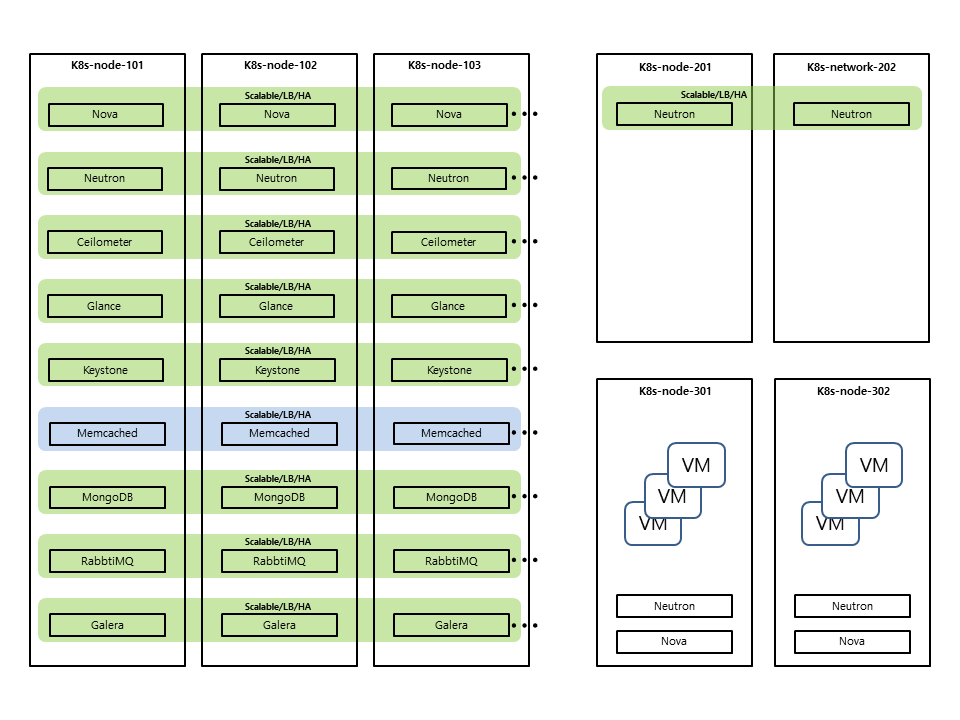 K8s-node-101
K8s-node-102
K8s-node-103
Scalable/LB/HA
Nova
Nova
Nova
Scalable/LB/HA
Neutron
Neutron
Neutron
Scalable/LB/HA
Ceilometer
Ceilometer
Ceilometer
Scalable/LB/HA
Glance
Glance
Glance
Scalable/LB/HA
Keystone
Keystone
Keystone
Scalable/LB/HA
Memcached
Memcached
Memcached
Scalable/LB/HA
MongoDB
MongoDB
MongoDB
Scalable/LB/HA
RabbtiMQ
RabbtiMQ
RabbtiMQ
Scalable/LB/HA
Galera
Galera
Galera
K8s-node-201
K8s-network-202
Scalable/LB/HA
Neutron
Neutron
K8s-node-301
VM
VM
VM
Neutron
Nova
K8s-node-302
VM
VM
VM
Neutron
Nova